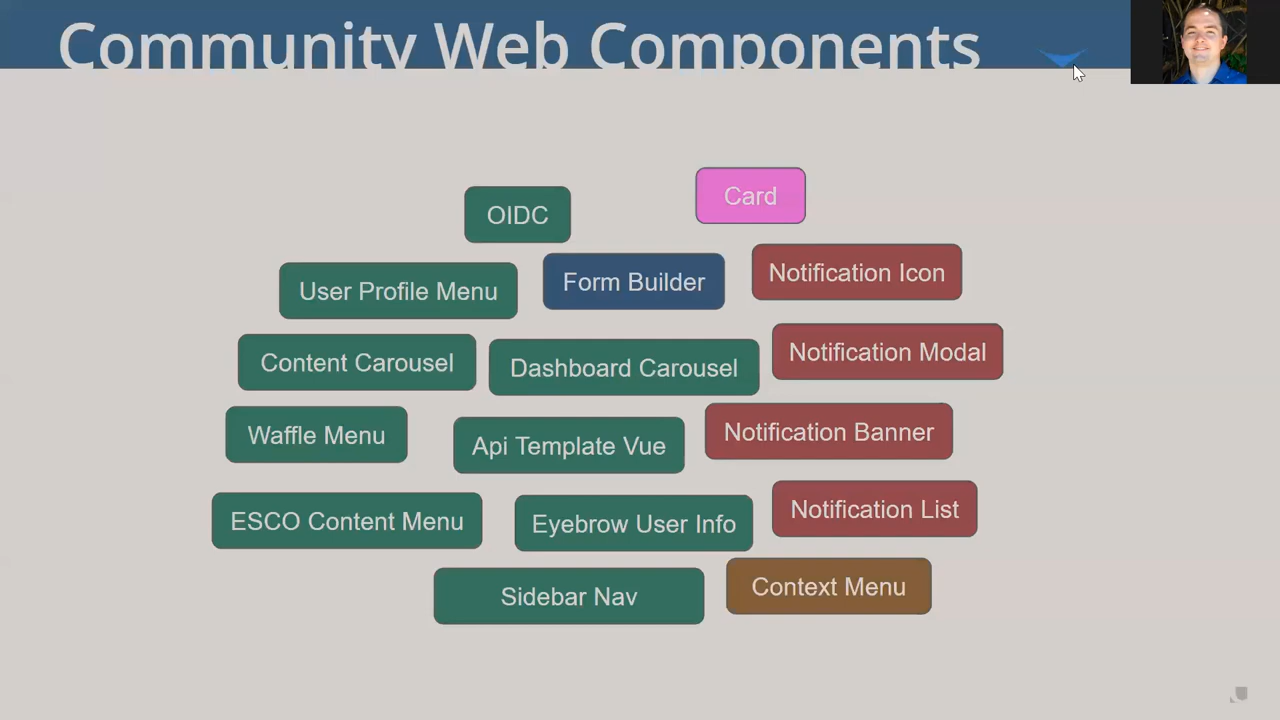 Community Web Components
OIDC
Card
User Profile Menu
Form Builder
Notification Icon
Content Carousel
Dashboard Carousel
Notification Modal
Waffle Menu
Api Template Vue
Notification Banner
ESCO Content Menu
Eyebrow User Info
Notification List
Sidebar Nav
Context Menu